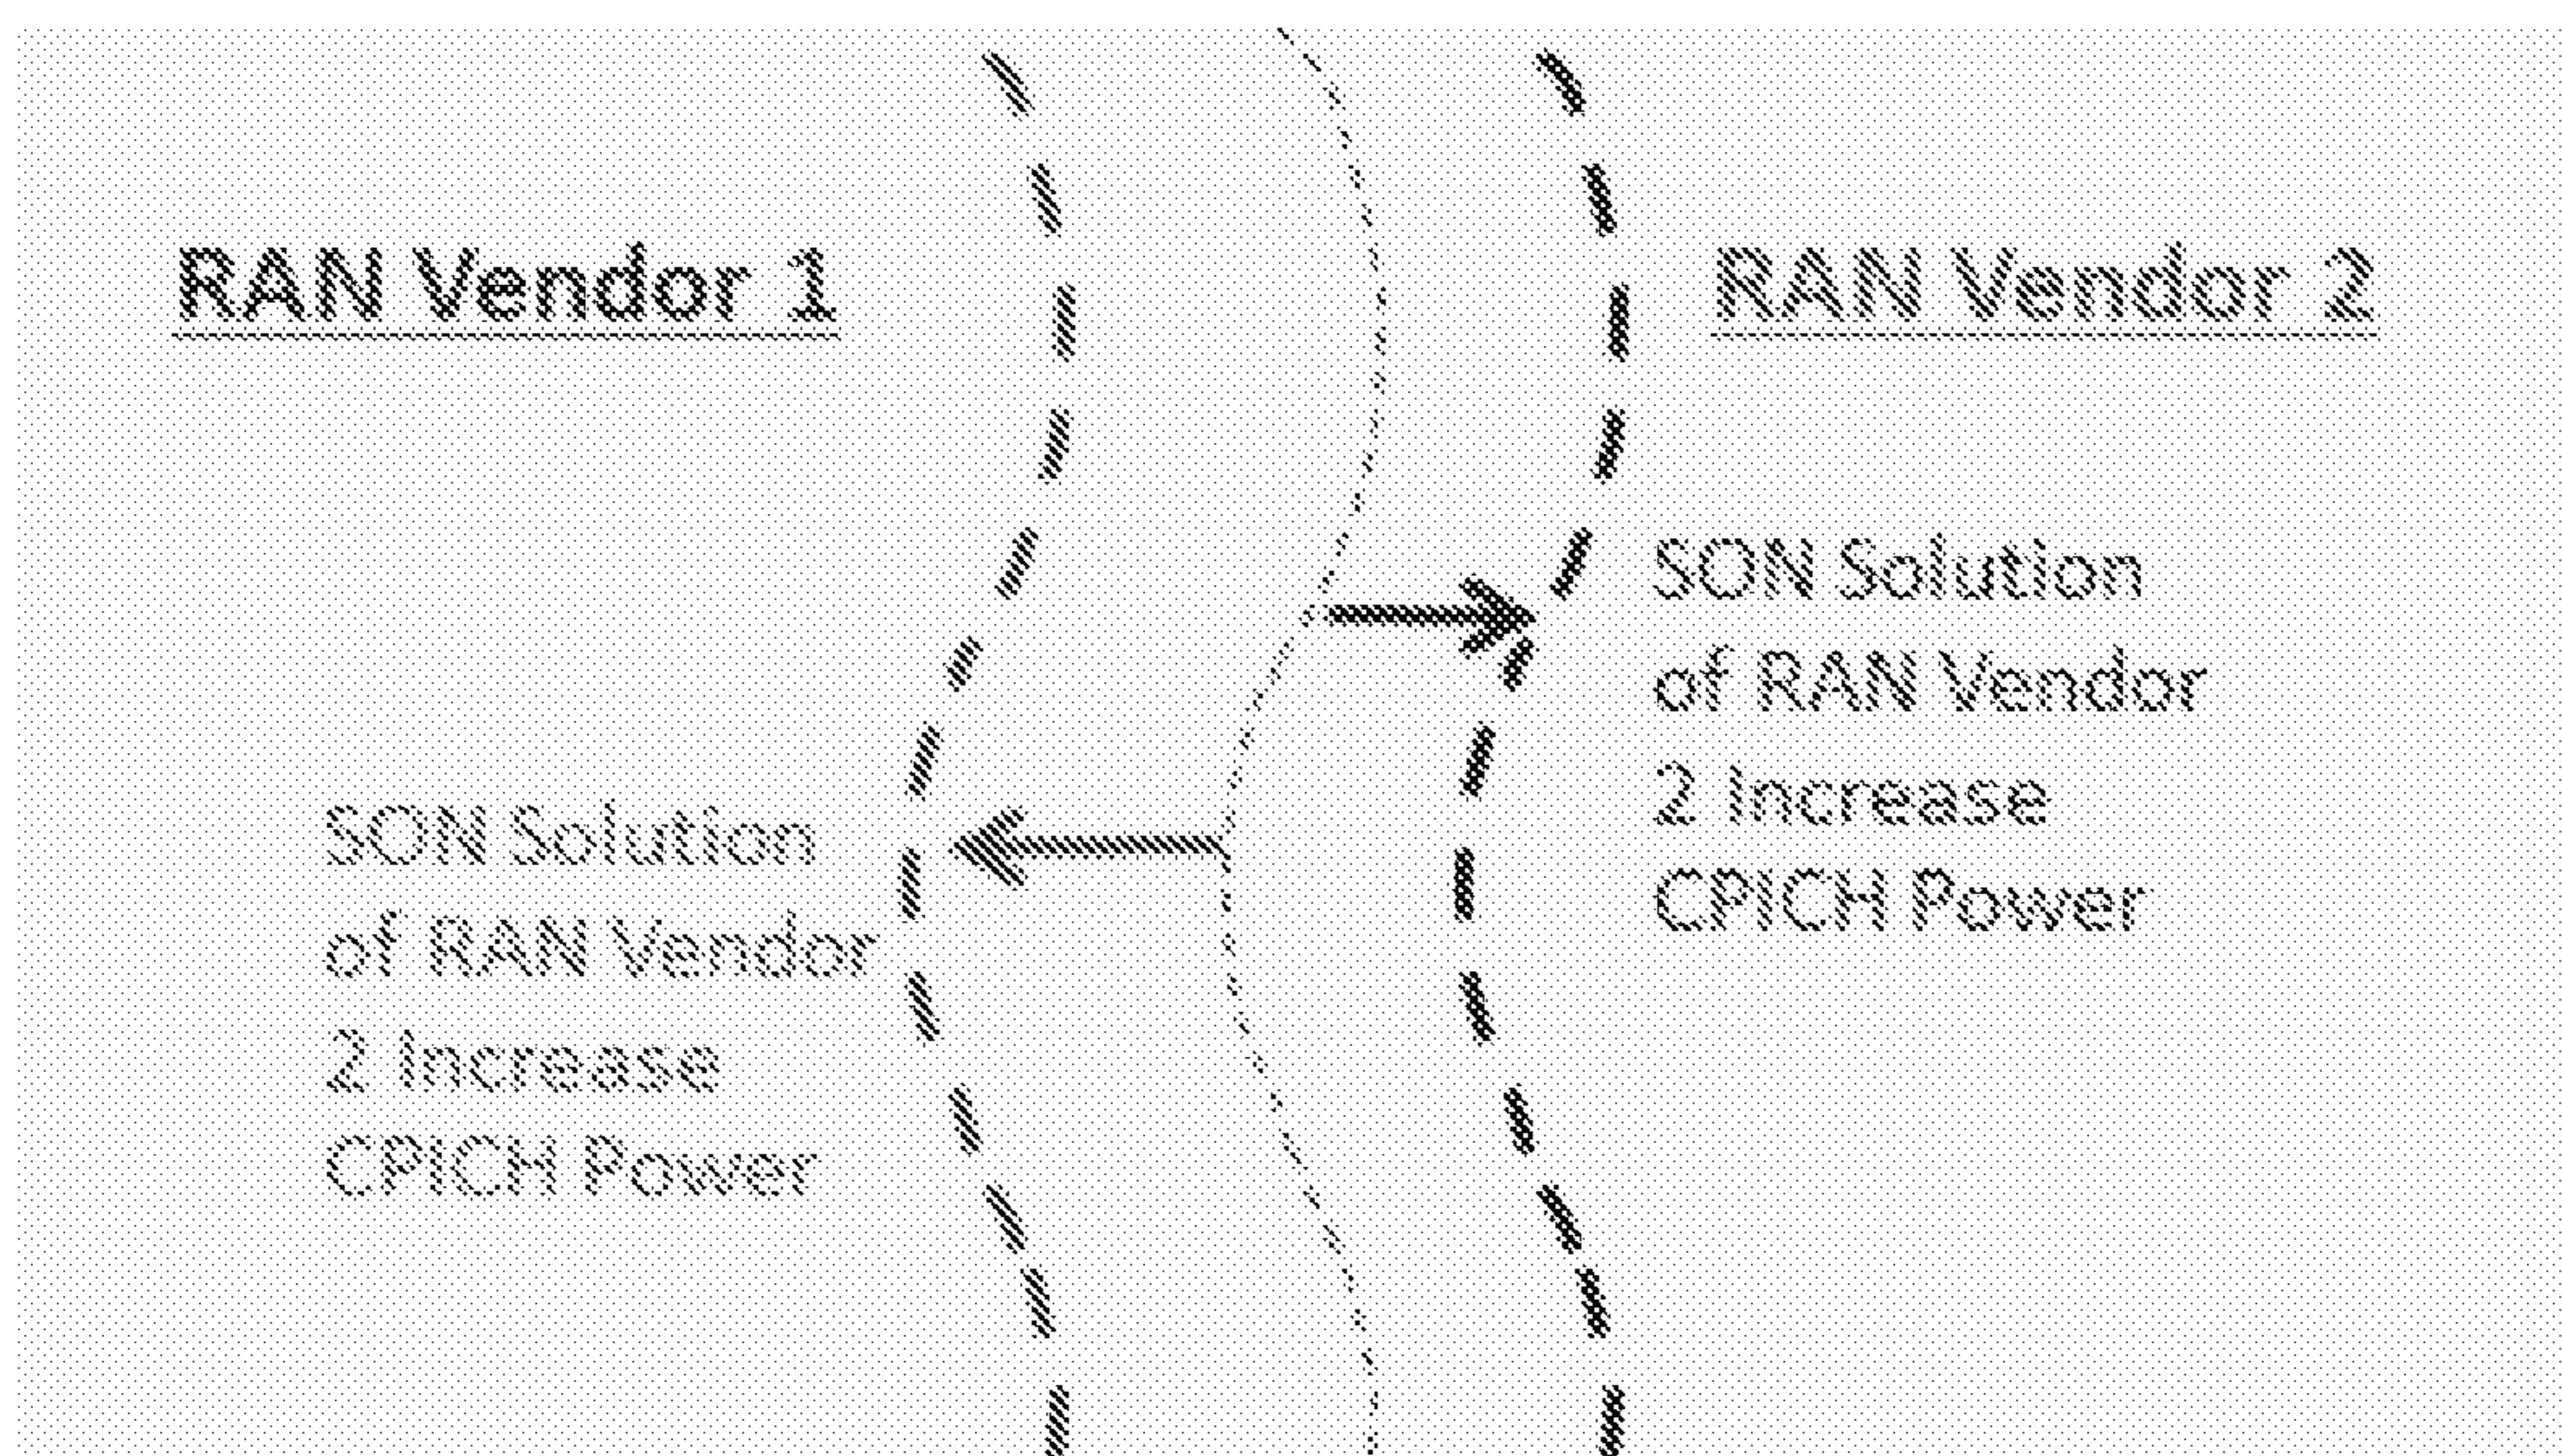 RAN Vendor 1
SON Solution
of RAN Vendor
2 Increase
CPICH Power
RAN Vendor 2
SON Solution
of RAN Vendor
2 Increase
CPICH Power